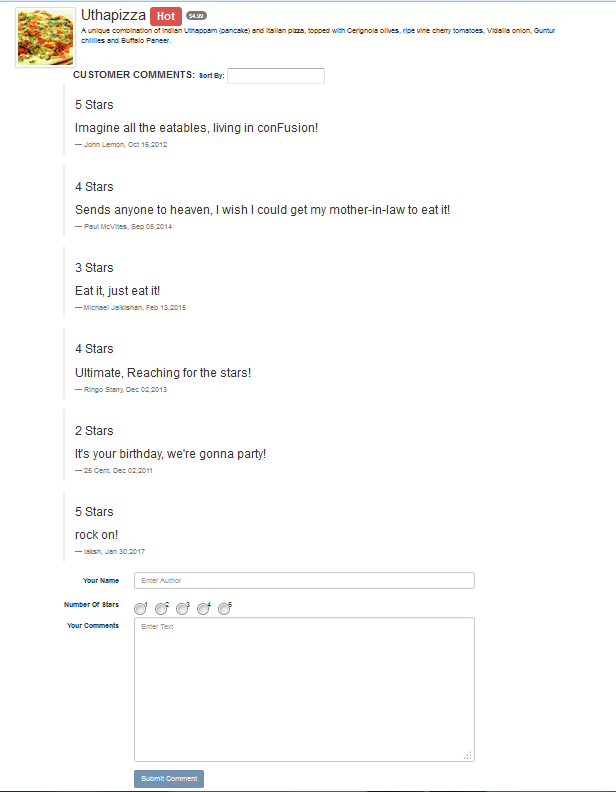 Uthapizza Hot $4.99
A unique combination of Indian Uthappam (pancake) and Italian pizza, topped with Cerignola olives, ripe vine cherry tomatoes, Vidalia onion, Guntur
chillies and Buffalo Paneer.
CUSTOMER COMMENTS: Sort By:
5 Stars
Imagine all the eatables, living in conFusion!
— John Lemon, Oct 16,2012
4 Stars
Sends anyone to heaven, I wish I could get my mother-in-law to eat it!
— Paul McVites, Sep 05,2014
3 Stars
Eat it, just eat it!
— Michael Jaikishan, Feb 13,2015
4 Stars
Ultimate, Reaching for the stars!
— Ringo Starry, Dec 02,2013
2 Stars
It's your birthday, we're gonna party!
— 25 Cent, Dec 02,2011
5 Stars
rock on!
— laksh, Jan 30,2017
Your Name Enter Author
Number Of Stars 1 2 3 4 5
Your Comments Enter Text
Submit Comment